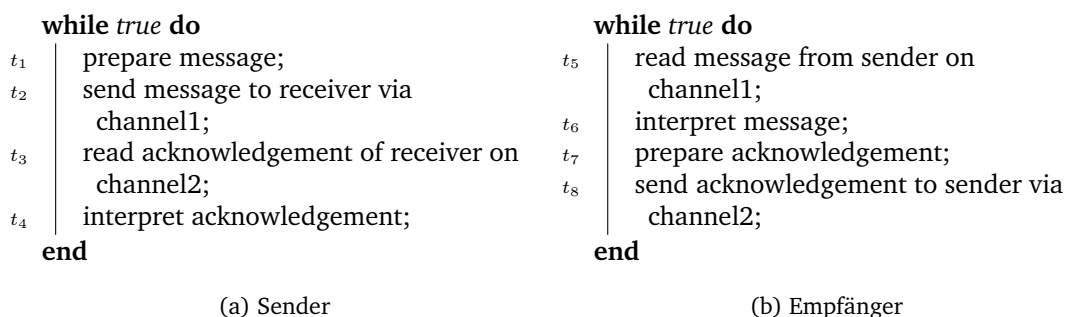 while true do
t1 prepare message;
t2 send message to receiver via
channel1;
t3 read acknowledgement of receiver on
channel2;
t4 interpret acknowledgement;
end
(a) Sender
while true do
t5 read message from sender on
channel1;
t6 interpret message;
t7 prepare acknowledgement;
t8 send acknowledgement to sender via
channel2;
end
(b) Empfänger